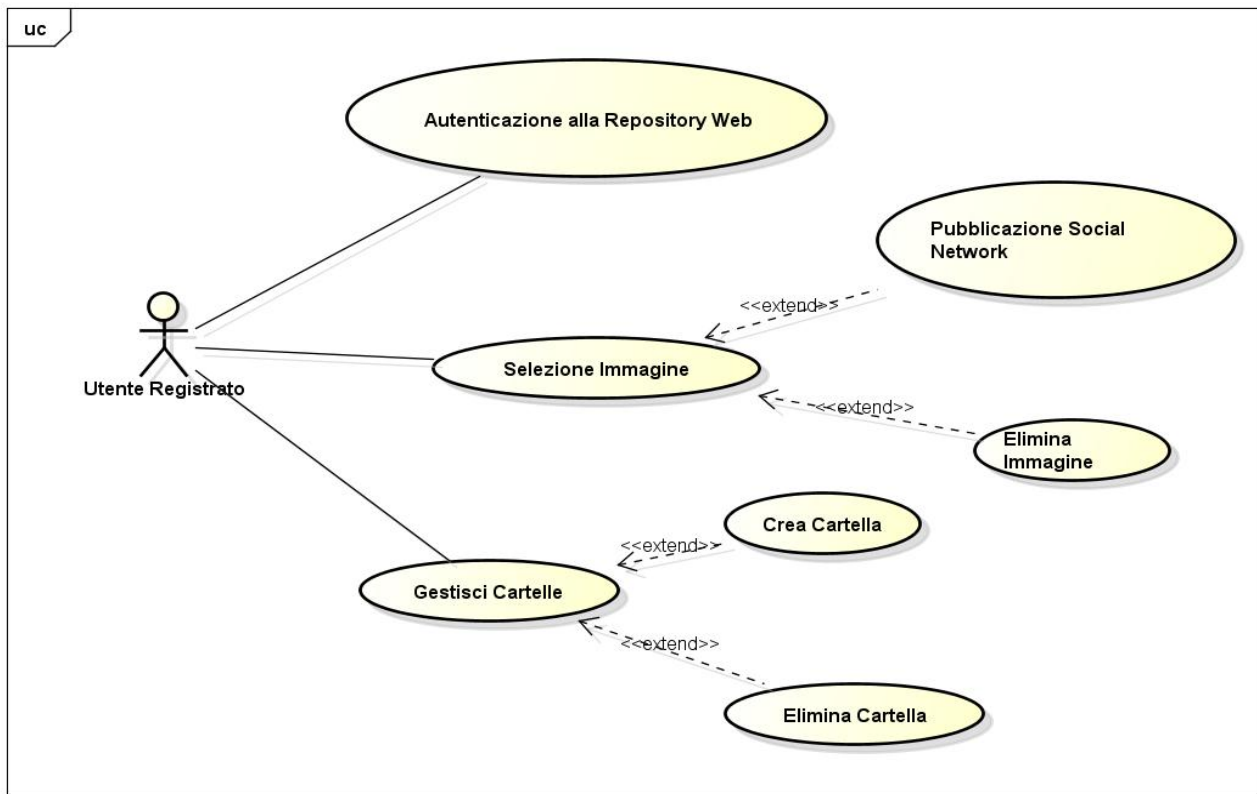 uc
Autenticazione alla Repository Web
Pubblicazione Social
Network
<<extend>>
Utente Registrato
Selezione Immagine
<<extend>>
Elimina
Immagine
Crea Cartella
<<extend>>
Gestisci Cartelle
<<extend>>
Elimina Cartella